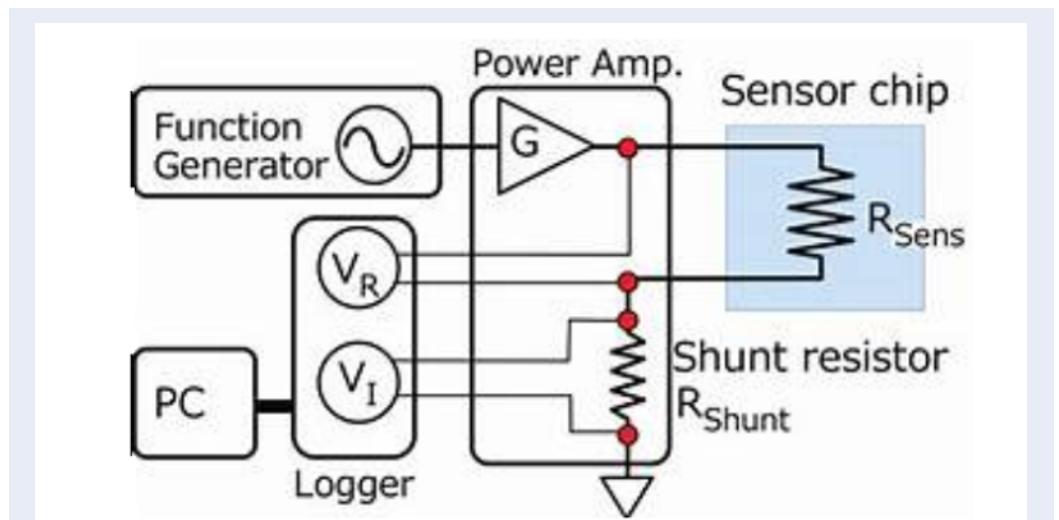 Power Amp.
Sensor chip
Function
Generator
G
R_Sens
V_R
Shunt resistor
R_Shunt
V_I
PC
Logger